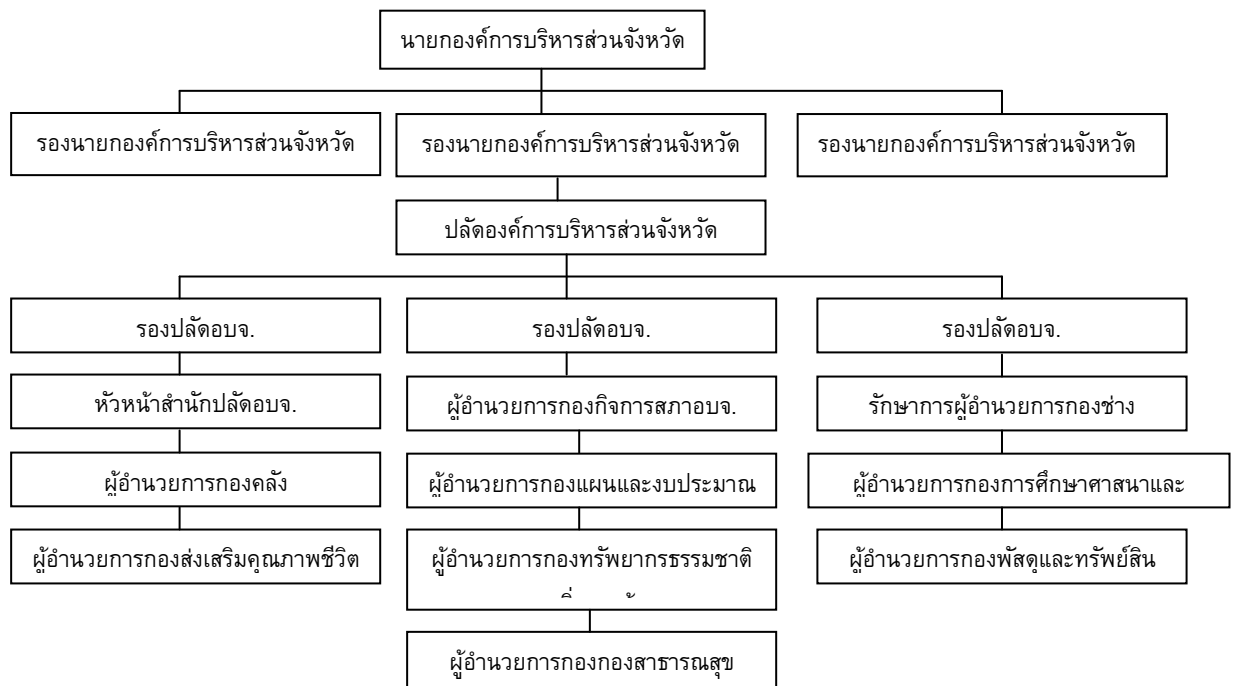 นายกองค์การบริหารส่วนจังหวัด
รองนายกองค์การบริหารส่วนจังหวัด
รองนายกองค์การบริหารส่วนจังหวัด
รองนายกองค์การบริหารส่วนจังหวัด
ปลัดองค์การบริหารส่วนจังหวัด
รองปลัดอบจ.
รองปลัดอบจ.
รองปลัดอบจ.
หัวหน้าสำนักปลัดอบจ.
ผู้อำนวยการกองกิจการสภาอบจ.
รักษาการผู้อำนวยการกองช่าง
ผู้อำนวยการกองคลัง
ผู้อำนวยการกองแผนและงบประมาณ
ผู้อำนวยการกองการศึกษาศาสนาและ
ผู้อำนวยการกองส่งเสริมคุณภาพชีวิต
ผู้อำนวยการกองทรัพยากรธรรมชาติ
ผู้อำนวยการกองพัสดุและทรัพย์สิน
ผู้อำนวยการกองกองสาธารณสุข